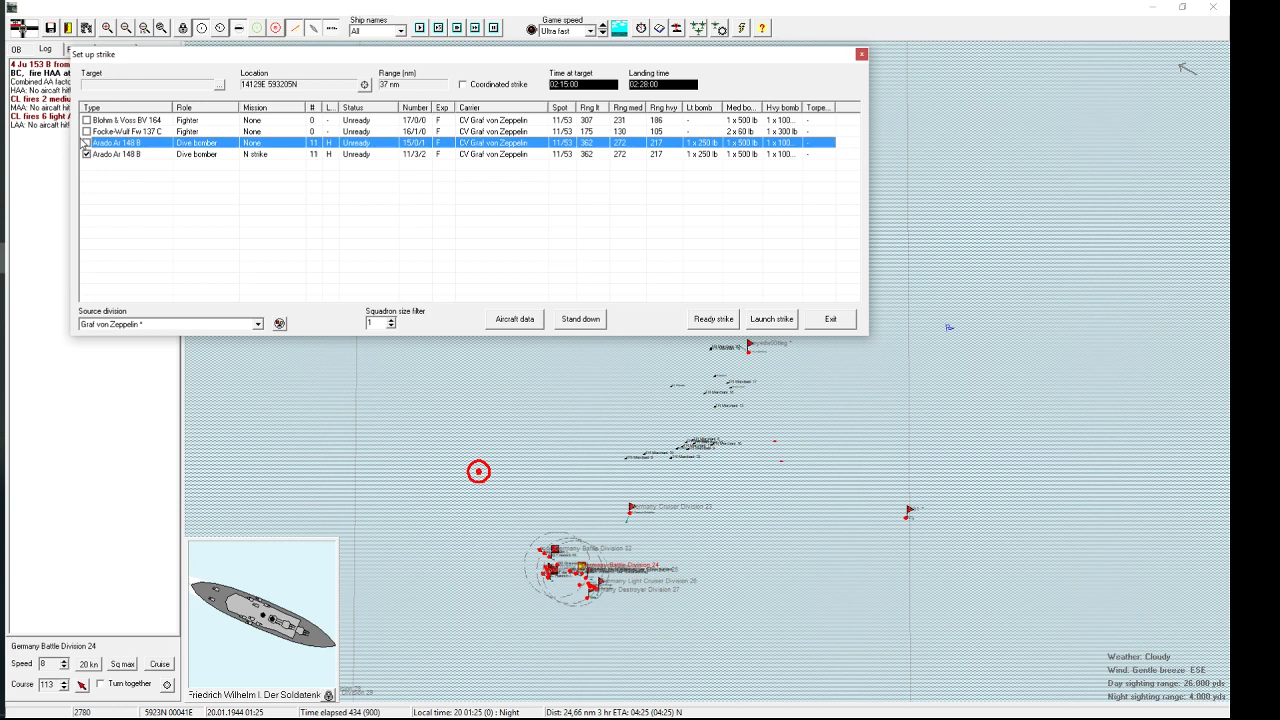 Ship names
All
Game speed
Ultra fast
OB Log
4 Ju 153 B from
BC, fire HAA at
Combined AA facto
HAA: No aircaft hit
CL fires 2 medium
MAA: No aircaft hit
CL fires 6 light A
LAA: No aircaft hit
Set up strike
Target Location Range (nm) Time at target Landing time
... 14129E 593205N 37 nm Coordinated strike 02:15:00 02:28:00
Type Role Mission # L... Status Number Exp Carrier Spot Rng lt Rng med Rng hvy Lt bomb Med bo... Hvy bomb Torpe...
Blohm & Voss BV 164 Fighter None 0 - Unready 17/0/0 F CV Graf von Zeppelin 11/53 307 231 186 - 1 x 500 lb 1 x 100... -
Focke-Wulf Fw 137 C Fighter None 0 - Unready 16/1/0 F CV Graf von Zeppelin 11/53 175 130 105 - 2 x 60 lb 1 x 300 lb -
Arado Ar 148 B Dive bomber None 11 H Unready 15/0/1 F CV Graf von Zeppelin 11/53 362 272 217 1 x 250 lb 1 x 500 lb 1 x 100... -
Arado Ar 148 B Dive bomber N strike 11 H Unready 11/3/2 F CV Graf von Zeppelin 11/53 362 272 217 1 x 250 lb 1 x 500 lb 1 x 100... -
Source division Squadron size filter
Graf von Zeppelin * 1 Aircraft data Stand down Ready strike Launch strike Exit
Germany Cruiser Division 23
Germany Battle Division 32
Germany Battle Division 24
Germany Light Cruiser Division 26
Germany Destroyer Division 27
Friedrich Wilhelm I. Der Soldatenk
Germany Battle Division 24
Speed 8 20 kn Sq max Cruise
Course 113 Turn together
Weather: Cloudy
Wind: Gentle breeze ESE
Day sighting range: 26.000 yds
Night sighting range: 4.000 yds
2780 5923N 00041E 20.01.1944 01:25 Time elapsed 434 (900) Local time: 20 01:25 (0) : Night Dist: 24,66 nm 3 hr ETA: 04:25 (04:25) N